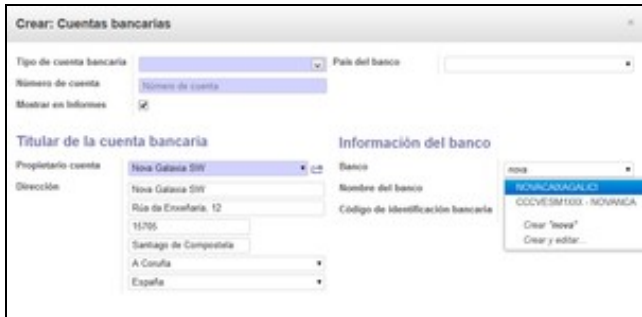 Crear: Cuentas bancarias
Tipo de cuenta bancaria
País del banco
Número de cuenta
Número de cuenta
Mostrar en Informes
Titular de la cuenta bancaria
Información del banco
Propietario cuenta
Nova Galaxia SW
Banco
nova
Dirección
Nova Galaxia SW
Nombre del banco
NOVACAIXAGALICI
Rúa da Enxeñaría, 12
Código de identificación bancaria
CCCVESM1XXX - NOVANCA
15705
Crear "nova"
Santiago de Compostela
Crear y editar...
A Coruña
España